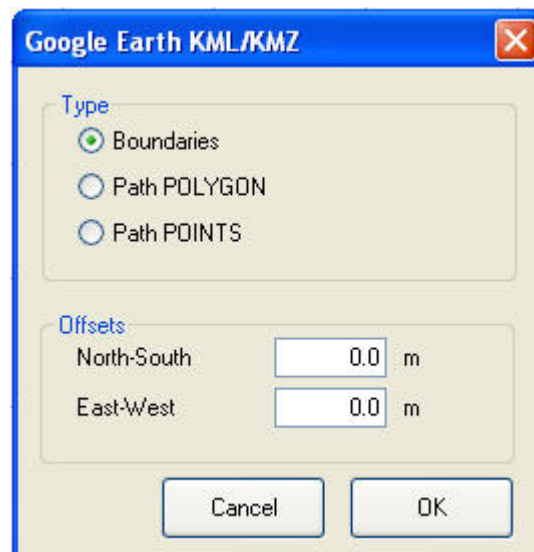 Google Earth KML/KMZ
Type
Boundaries
Path POLYGON
Path POINTS
Offsets
North-South 0.0 m
East-West 0.0 m
Cancel OK